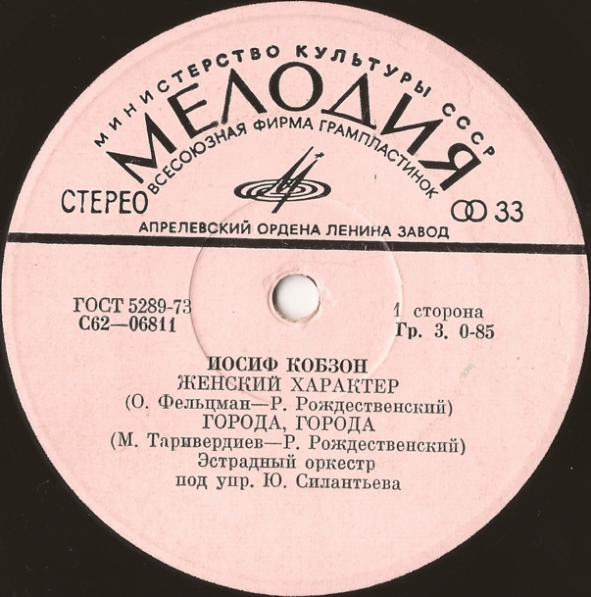 МИНИСТЕРСТВО КУЛЬТУРЫ СССР
МЕЛОДИЯ
ВСЕСОЮЗНАЯ ФИРМА ГРАМПЛАСТИНОК
СТЕРЕО
33
АПРЕЛЕВСКИЙ ОРДЕНА ЛЕНИНА ЗАВОД
ГОСТ 5289-73
1 сторона
С62—06811
Гр. 3. 0-85
ИОСИФ КОБЗОН
ЖЕНСКИЙ ХАРАКТЕР
(О. Фельцман—Р. Рождественский)
ГОРОДА, ГОРОДА
(М. Таривердиев—Р. Рождественский)
Эстрадный оркестр
под упр. Ю. Силантьева